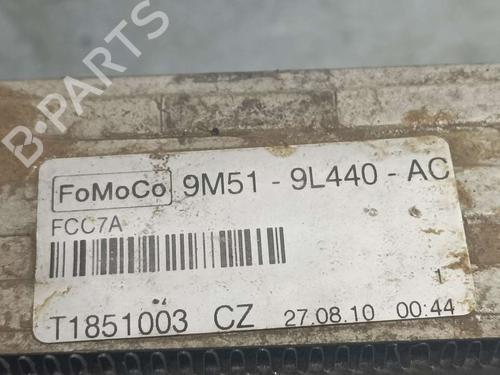 B-PARTS
FoMoCo 9M51 - 9L440 - AC
FCC7A
1
T1851003 CZ 27.08.10 00:44